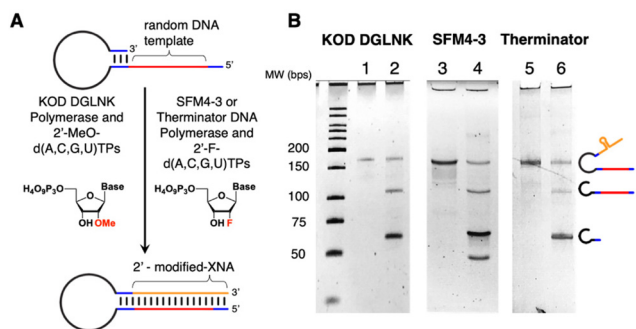 A
random DNA
template
3'
5'
KOD DGLNK
Polymerase and
2'-MeO-
d(A,C,G,U)TPs
SFM4-3 or
Therminator DNA
Polymerase and
2'-F-
d(A,C,G,U)TPs
H₄O₉P₃O
Base
O
OH OMe
H₄O₉P₃O
Base
O
OH F
2' - modified-XNA
3'
5'
B
KOD DGLNK SFM4-3 Therminator
MW (bps) 1 2 3 4 5 6
200
150
100
75
50